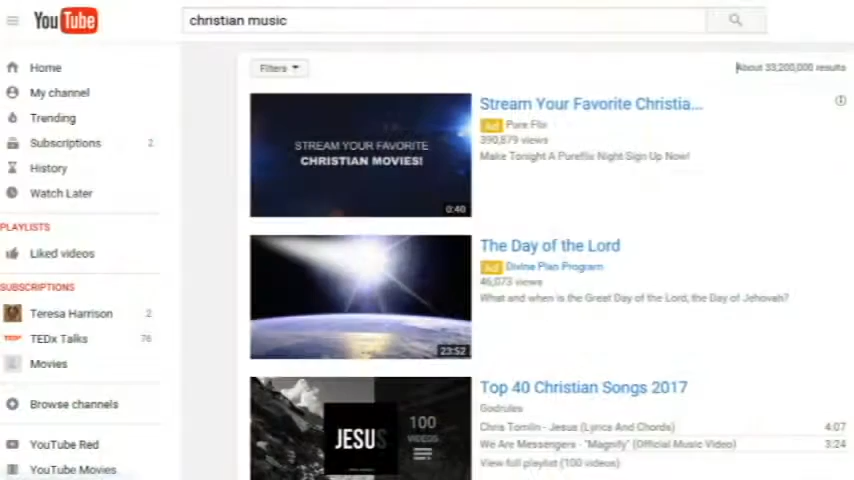 YouTube
christian music
Home
My channel
Trending
Subscriptions 2
History
Watch Later
PLAYLISTS
Liked videos
SUBSCRIPTIONS
Teresa Harrison 2
TEDx Talks 76
Movies
Browse channels
YouTube Red
YouTube Movies
Filters
About 33,200,000 results
STREAM YOUR FAVORITE
CHRISTIAN MOVIES!
0:40
Stream Your Favorite Christia...
Ad Pure Flix
390,879 views
Make Tonight A Pureflix Night Sign Up Now!
23:52
The Day of the Lord
Ad Divine Plan Program
46,073 views
What and when is the Great Day of the Lord, the Day of Jehovah?
JESUS
100
VIDEOS
Top 40 Christian Songs 2017
Godrules
Chris Tomlin - Jesus (Lyrics And Chords) 4:07
We Are Messengers - "Magnify" (Official Music Video) 3:24
View full playlist (100 videos)